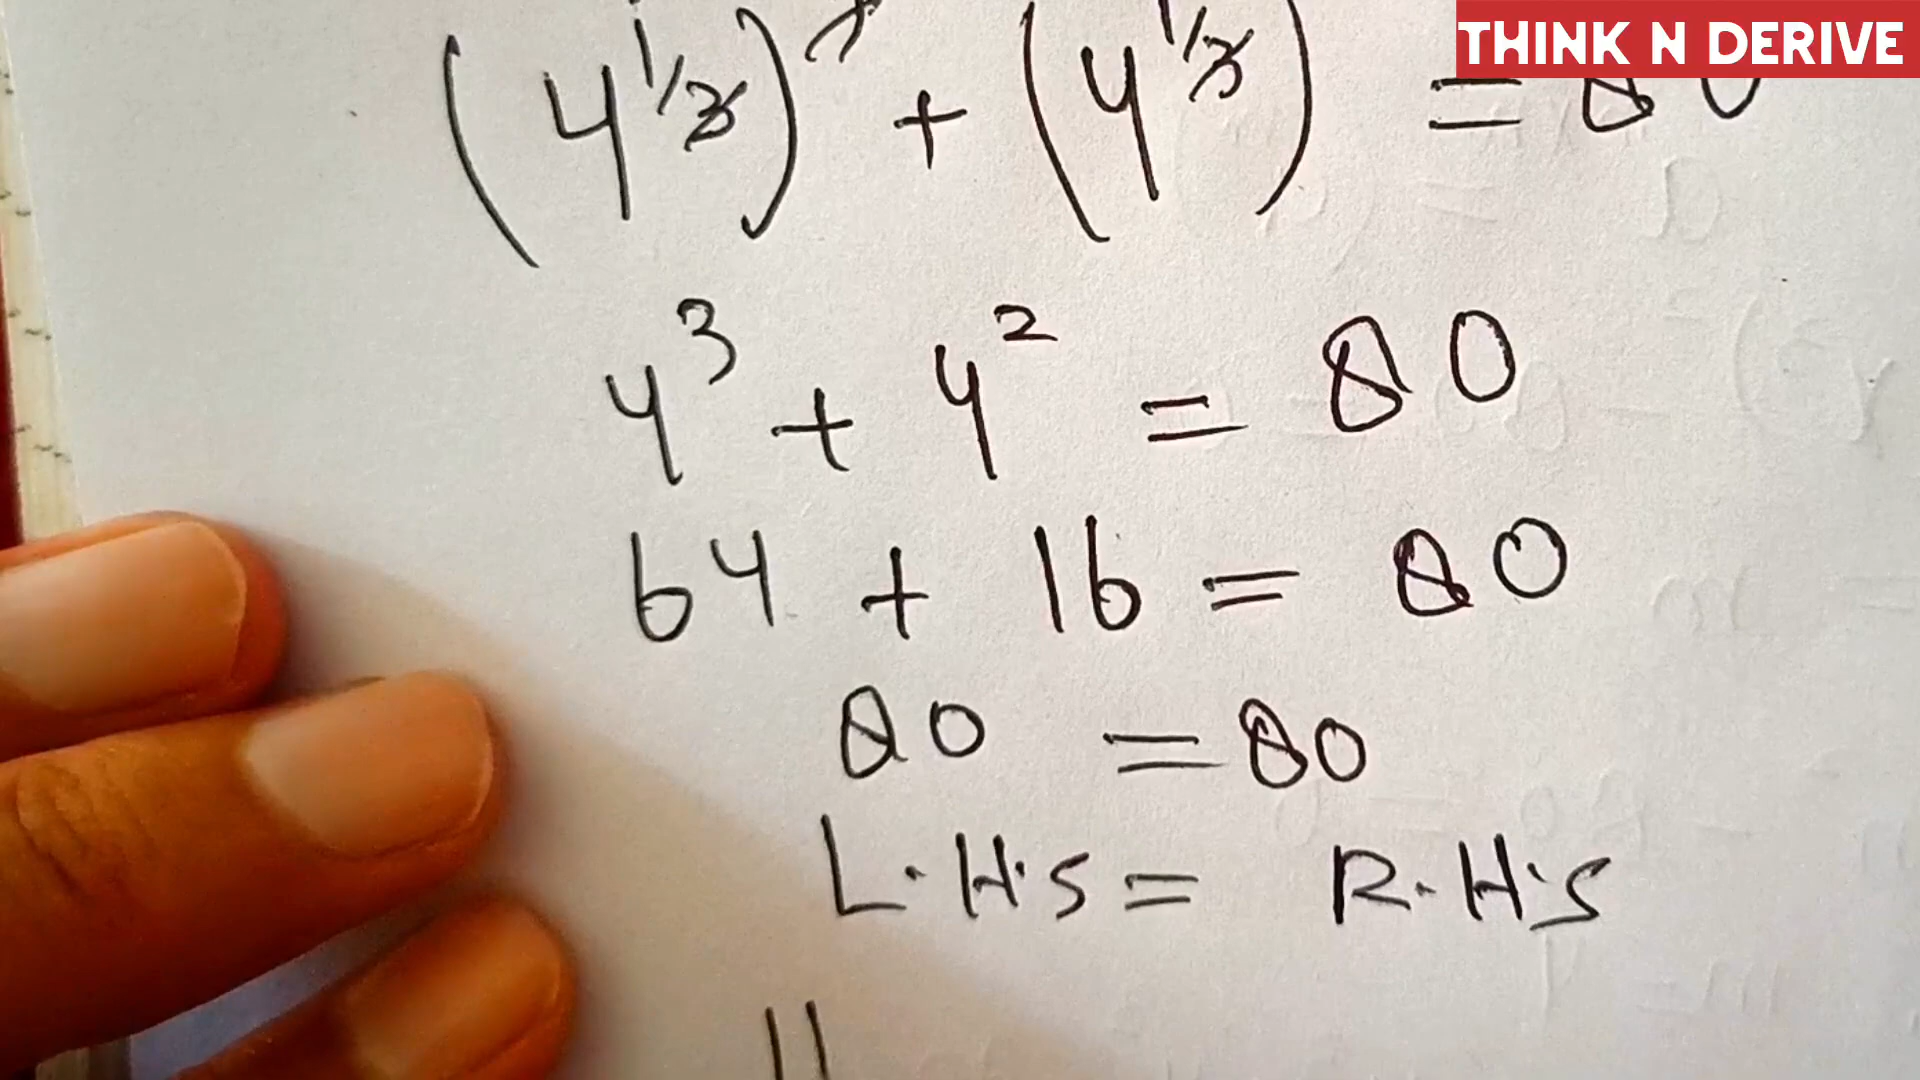 THINK N DERIVE
(4^1/3) + (4^1/3) = 80
4^3 + 4^2 = 80
64 + 16 = 80
80 = 80
L.H.S = R.H.S